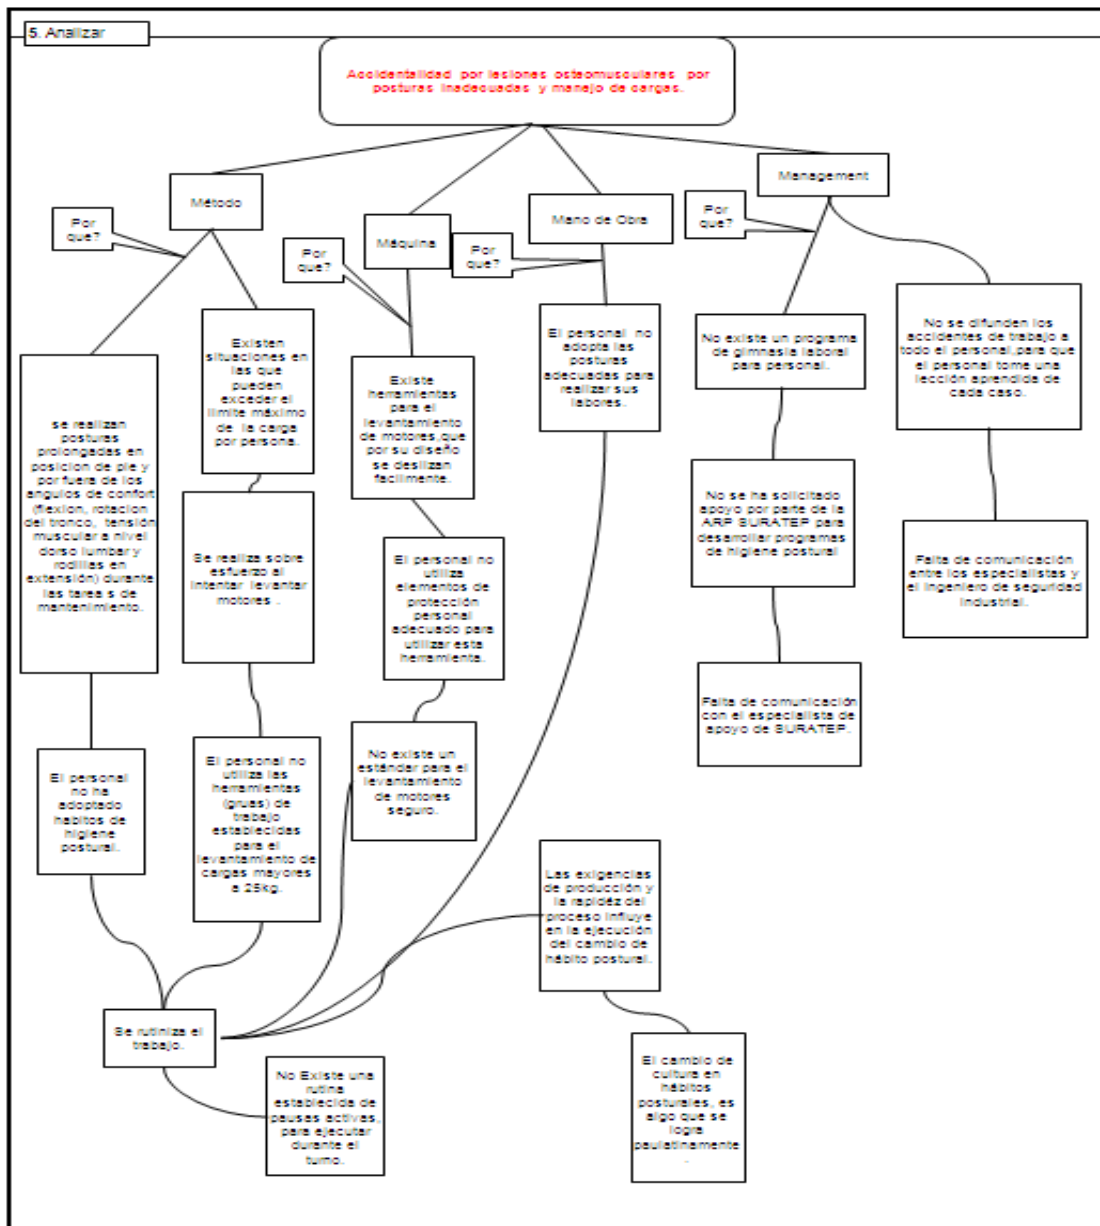 5. Analizar
Accidentalidad por lesiones osteomusculares por
posturas inadecuadas y manejo de cargas.
Método
Por
que?
Máquina
Por
que?
Mano de Obra
Por
que?
Management
Por
que?
se realizan
posturas
prolongadas en
posicion de pie y
por fuera de los
angulos de confort
(flexion, rotacion
del tronco, tensión
muscular a nivel
dorso lumbar y
rodillas en
extensión) durante
las tarea s de
mantenimiento.
Existen
situaciones en
las que
pueden
exceder el
limite máximo
de la carga
por persona.
Existe
herramientas
para el
levantamiento
de motores,que
por su diseño
se deslizan
facilmente.
El personal no
adopta las
posturas
adecuadas para
realizar sus
labores.
No existe un programa
de gimnasia laboral
para personal.
No se difunden los
accidentes de trabajo a
todo el personal,para que
el personal tome una
lección aprendida de
cada caso.
Se realiza sobre
esfuerzo al
intentar levantar
motores .
El personal no
utiliza
elementos de
protección
personal
adecuado para
utilizar esta
herramienta.
No se ha solicitado
apoyo por parte de la
ARP SURATEP para
desarrollar programas
de higiene postural
Falta de comunicación
entre los especialistas y
el ingeniero de seguridad
industrial.
El personal
no ha
adoptado
habitos de
higiene
postural.
El personal no
utiliza las
herramientas
(gruas) de
trabajo
establecidas
para el
levantamiento de
cargas mayores
a 25kg.
No existe un
estándar para el
levantamiento
de motores
seguro.
Falta de comunicación
con el especialista de
apoyo de SURATEP.
Las exigencias
de producción y
la rapidéz del
proceso influye
en la ejecución
del cambio de
hábito postural.
Se rutiniza el
trabajo.
No Existe una
rutina
establecida de
pausas activas,
para ejecutar
durante el
turno.
El cambio de
cultura en
hábitos
posturales, es
algo que se
logra
paulatinamente
.